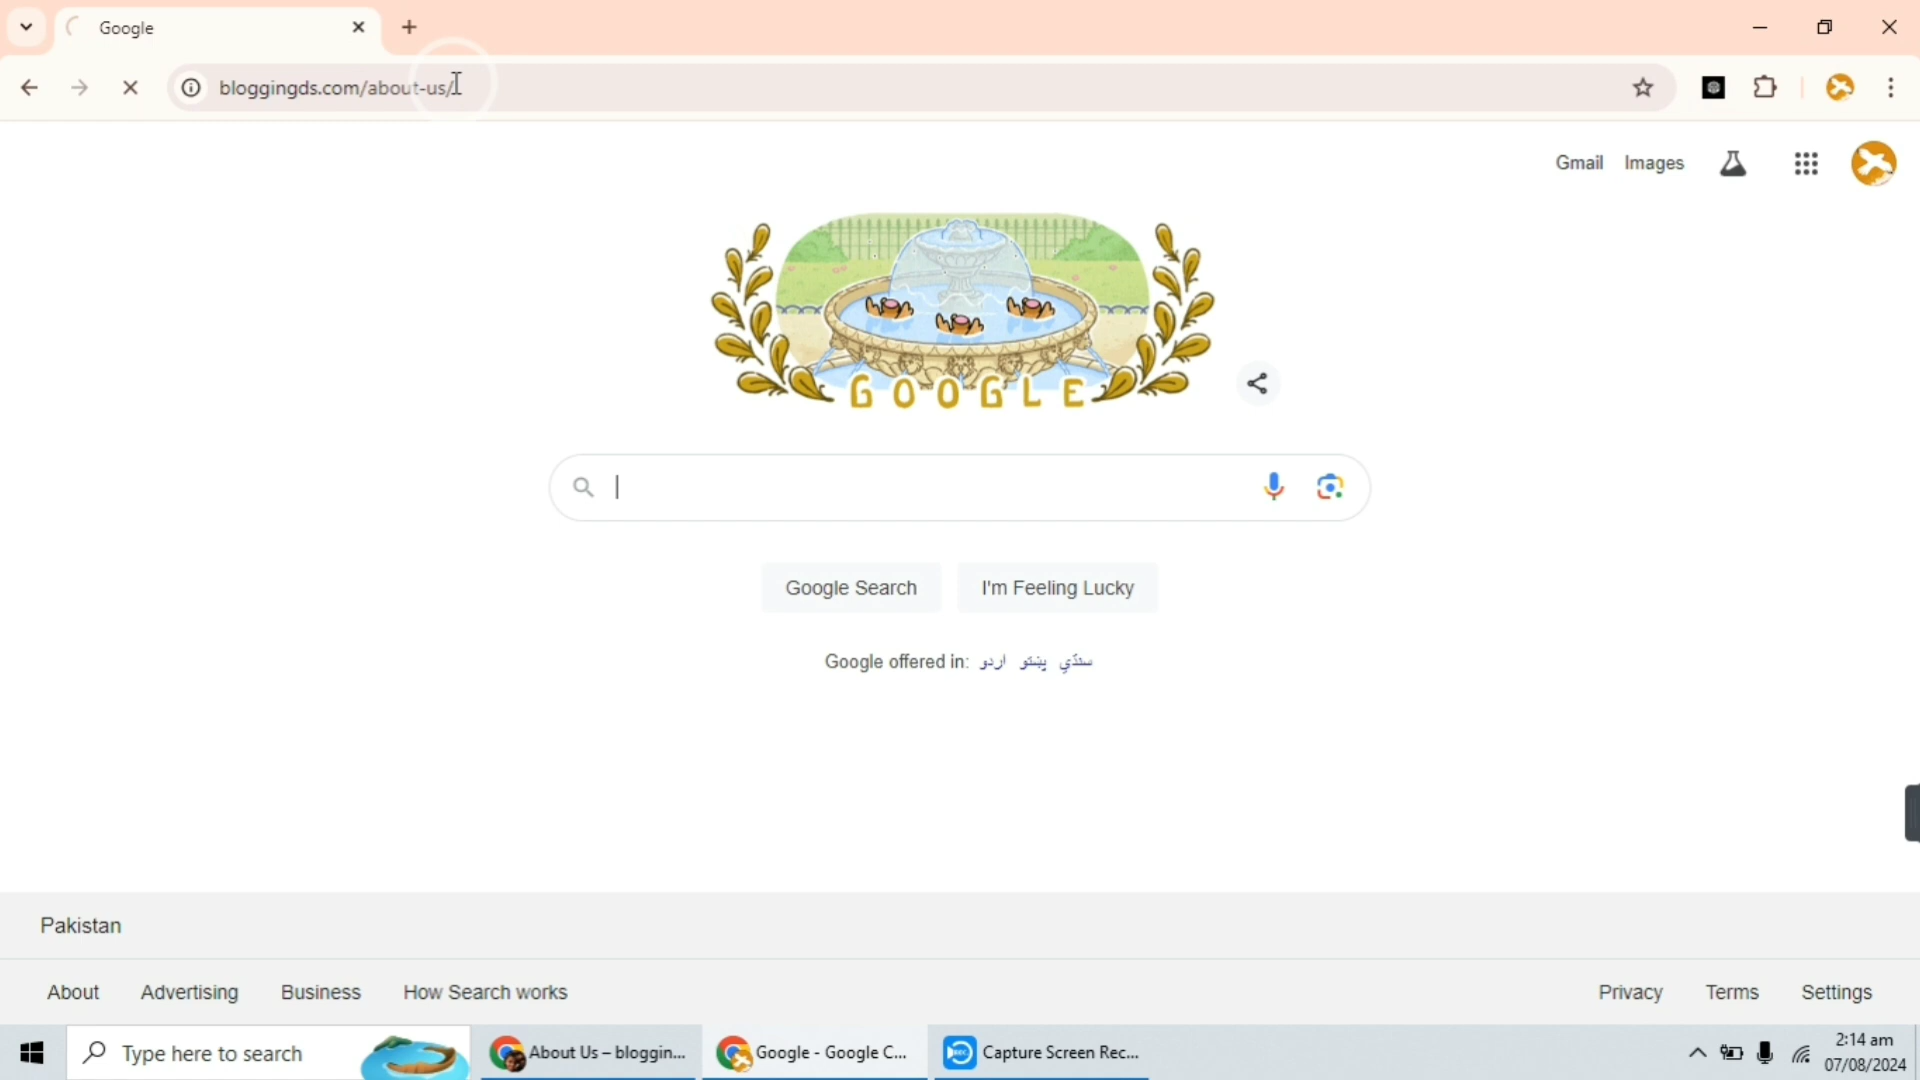 Google
bloggingds.com/about-us/
Gmail Images
GOOGLE
Google Search I'm Feeling Lucky
Google offered in: اردو پښتو سنڌي
Pakistan
About Advertising Business How Search works
Privacy Terms Settings
Type here to search
About Us – bloggin...
Google - Google C...
REC
Capture Screen Rec...
2:14 am
07/08/2024